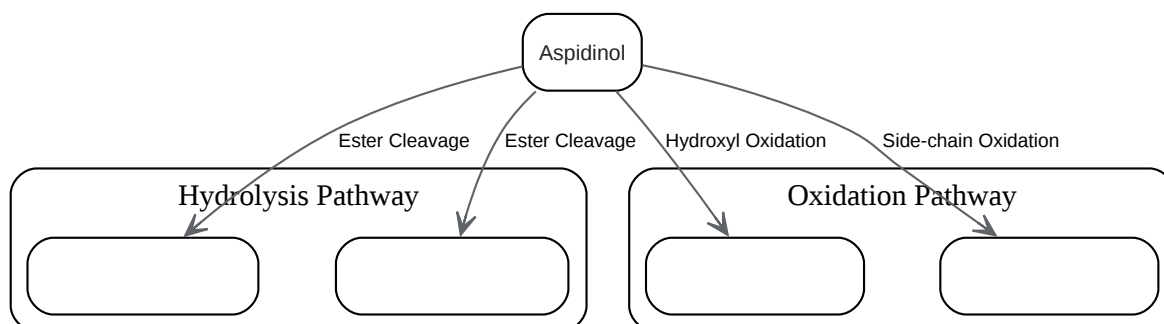 Aspidinol
Ester Cleavage
Ester Cleavage
Hydroxyl Oxidation
Side-chain Oxidation
Hydrolysis Pathway
Oxidation Pathway